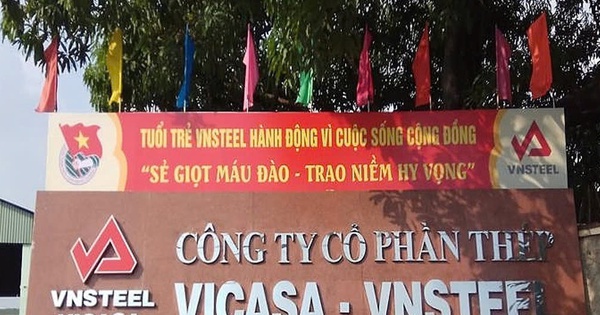 TUỔI TRẺ VNSTEEL HÀNH ĐỘNG VÌ CUỘC SỐNG CỘNG ĐỒNG
"SẺ GIỌT MÁU ĐÀO - TRAO NIỀM HY VỌNG"
VNSTEEL
CÔNG TY CỔ PHẦN THÉP
VICASA - VNSTEEL
VNSTEEL
VICASA